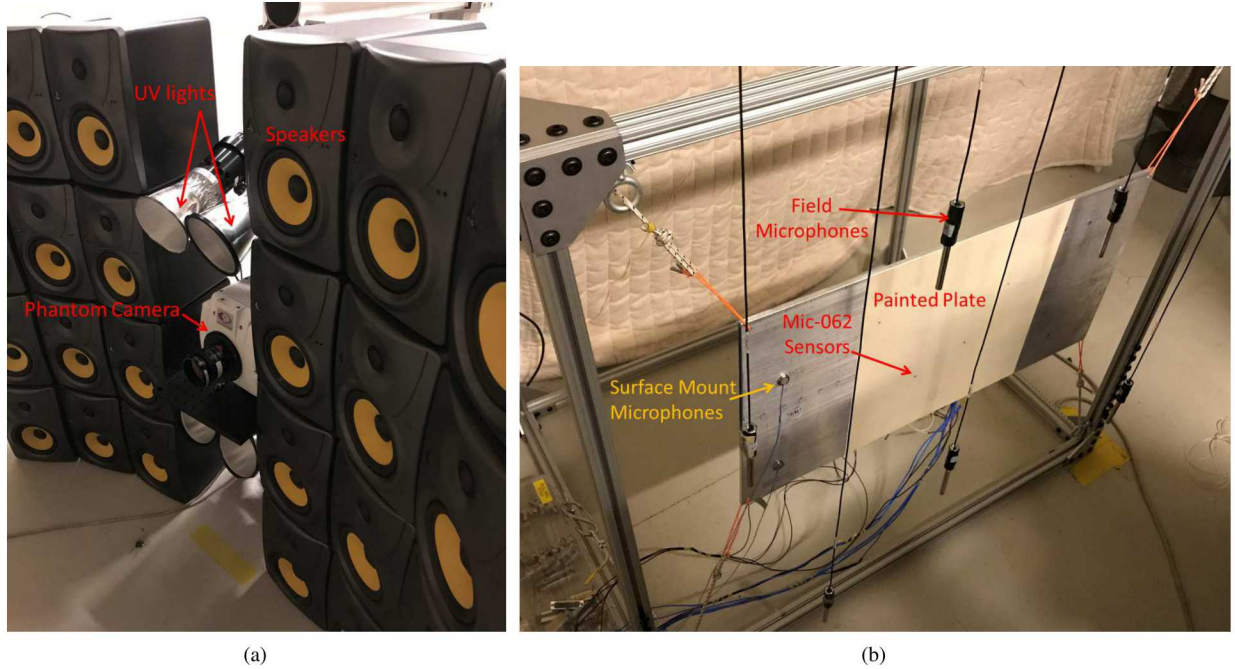 UV lights
Speakers
Phantom Camera
Field
Microphones
Painted Plate
Mic-062
Sensors
Surface Mount
Microphones
(a)
(b)